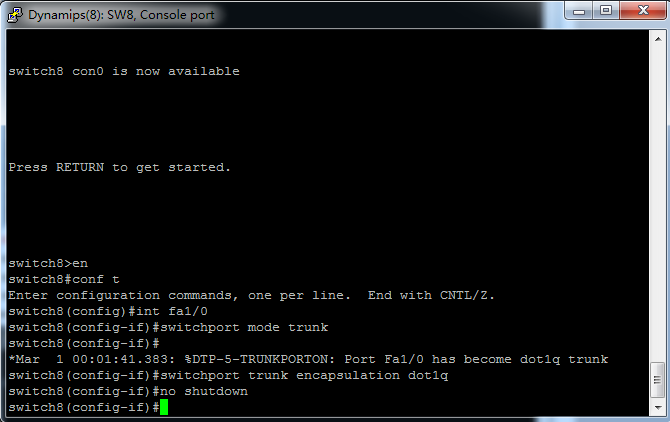 Dynamips(8): SW8, Console port
switch8 con0 is now available
Press RETURN to get started.
switch8>en
switch8#conf t
Enter configuration commands, one per line.  End with CNTL/Z.
switch8(config)#int fa1/0
switch8(config-if)#switchport mode trunk
switch8(config-if)#
*Mar  1 00:01:41.383: %DTP-5-TRUNKPORTON: Port Fa1/0 has become dot1q trunk
switch8(config-if)#switchport trunk encapsulation dot1q
switch8(config-if)#no shutdown
switch8(config-if)#